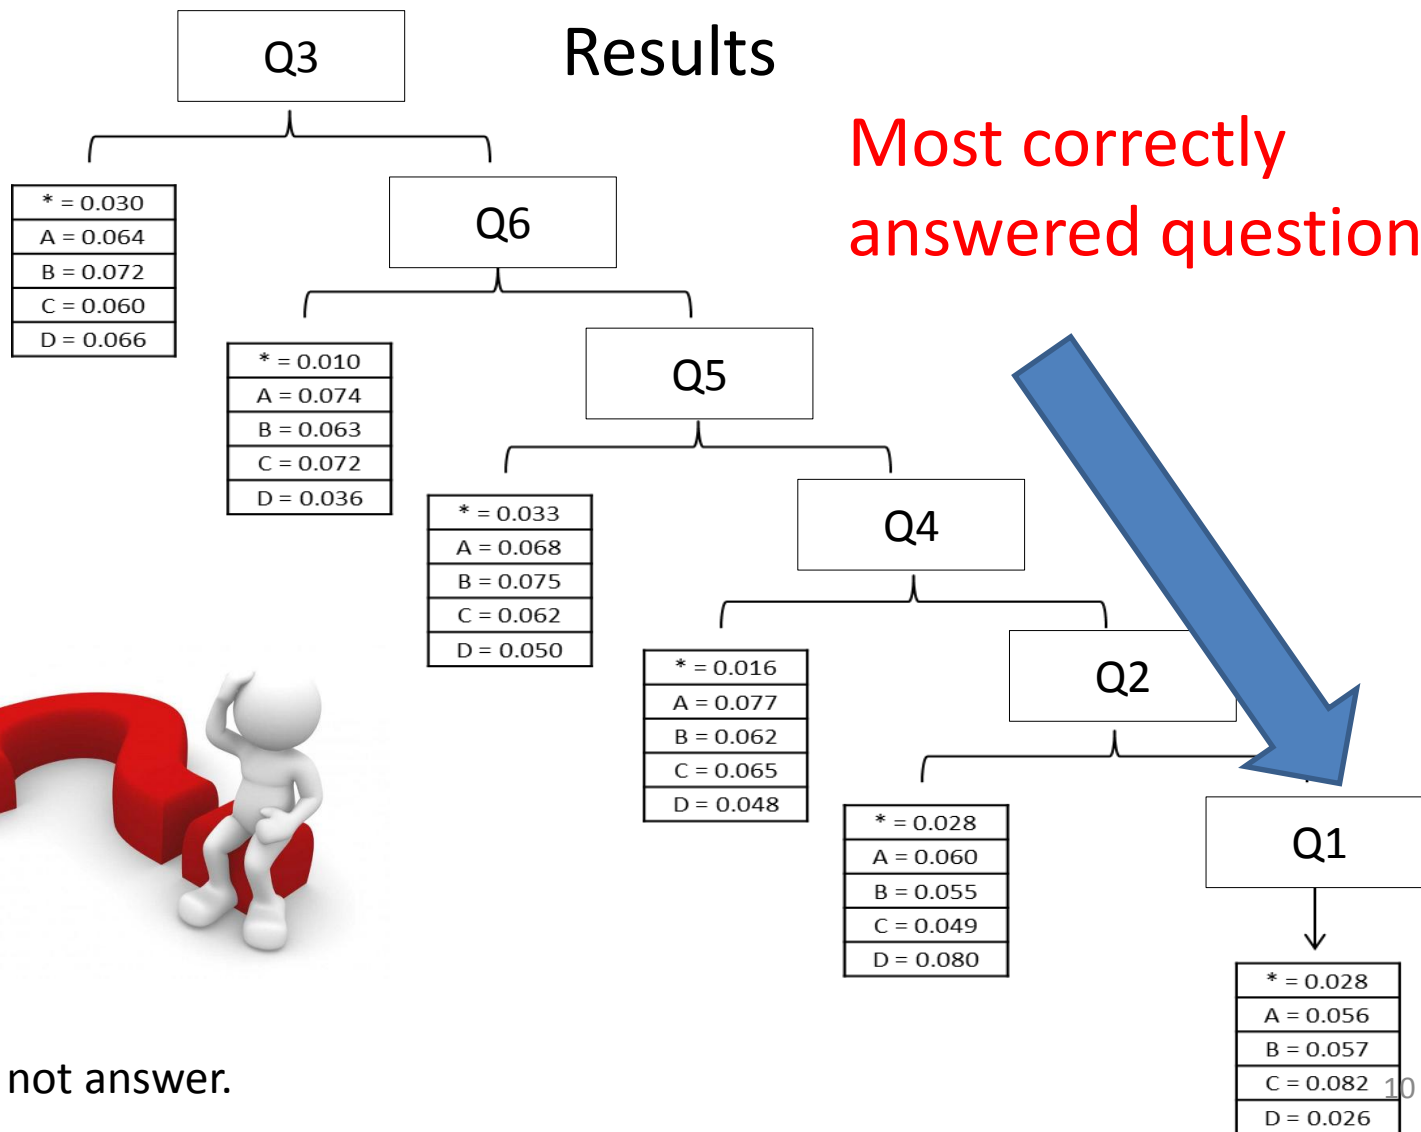 Results
Most correctly
answered question
Q3
* = 0.030
A = 0.064
B = 0.072
C = 0.060
D = 0.066
Q6
* = 0.010
A = 0.074
B = 0.063
C = 0.072
D = 0.036
Q5
* = 0.033
A = 0.068
B = 0.075
C = 0.062
D = 0.050
Q4
* = 0.016
A = 0.077
B = 0.062
C = 0.065
D = 0.048
Q2
* = 0.028
A = 0.060
B = 0.055
C = 0.049
D = 0.080
Q1
* = 0.028
A = 0.056
B = 0.057
C = 0.082
D = 0.026
not answer.
10